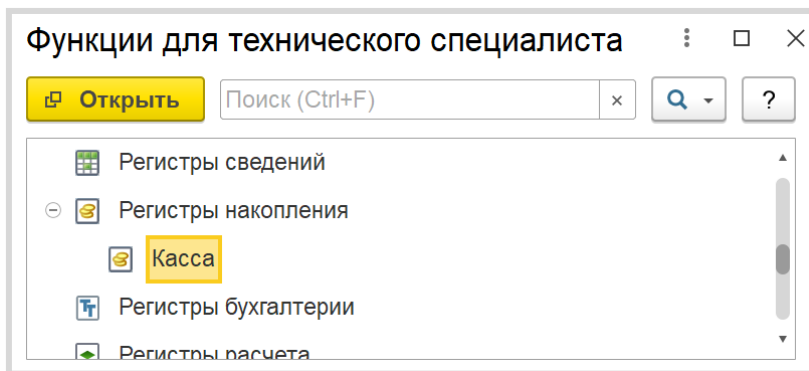 Функции для технического специалиста
Открыть
Поиск (Ctrl+F)
?
Регистры сведений
Регистры накопления
Касса
Регистры бухгалтерии
Регистры расчета